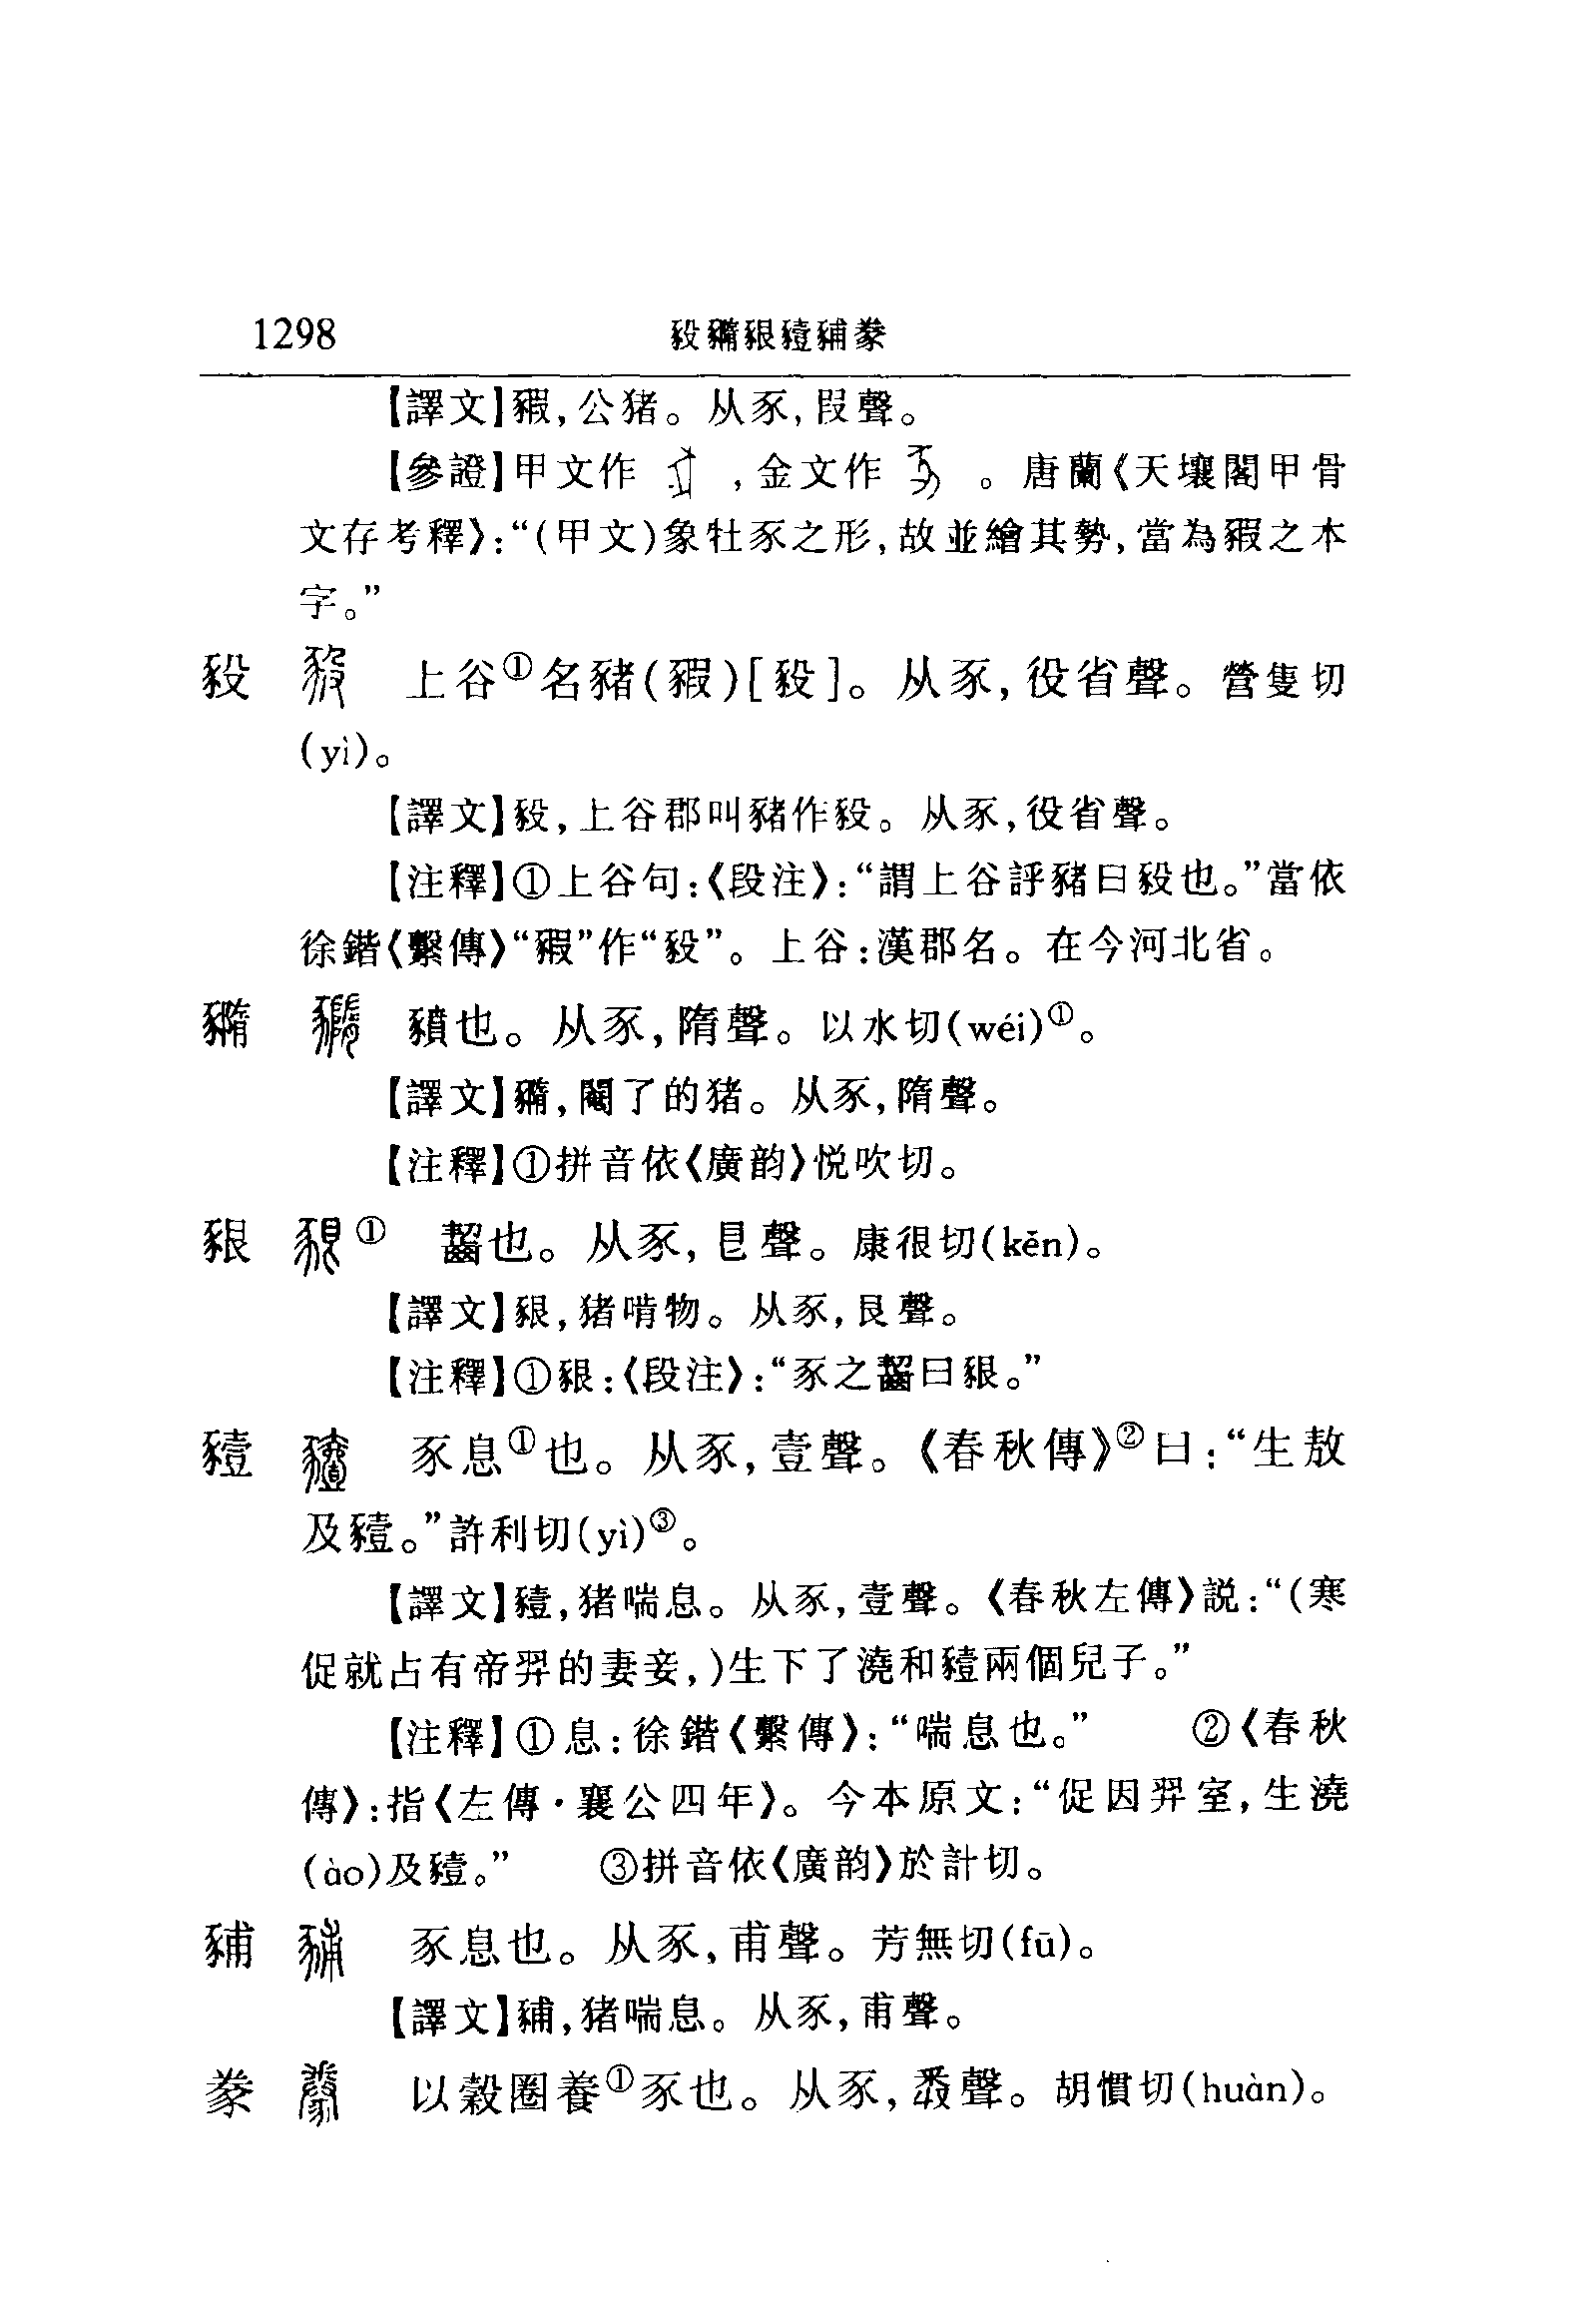 1298 豛䝐豤豷豧豢
【譯文】豭,公猪。从豕,叚聲。
【參證】甲文作 ,金文作 。唐蘭《天壤閣甲骨
文存考釋》:“(甲文)象牡豕之形,故並繪其勢,當為豭之本
字。”
豛 上谷①名豬(豭)[豛]。从豕,役省聲。營隻切
(yì)。
【譯文】豛,上谷郡叫豬作豛。从豕,役省聲。
【注釋】①上谷句:《段注》:“謂上谷評豬曰豛也。”當依
徐鍇《繫傳》“豭”作“豛”。上谷:漢郡名。在今河北省。
䝐 豶也。从豕,隋聲。以水切(wéi)①。
【譯文】䝐,閹了的猪。从豕,隋聲。
【注釋】①拼音依《廣韵》悦吹切。
豤 ① 齧也。从豕,皀聲。康很切(kěn)。
【譯文】豤,猪啃物。从豕,艮聲。
【注釋】①豤:《段注》:“豕之齧曰豤。”
豷 豕息①也。从豕,壹聲。《春秋傳》②曰:“生敖
及豷。”許利切(yì)③。
【譯文】豷,猪喘息。从豕,壹聲。《春秋左傳》説:“(寒
促就占有帝羿的妻妾,)生下了澆和豷兩個兒子。”
【注釋】①息:徐鍇《繫傳》:“喘息也。” ②《春秋
傳》:指《左傳·襄公四年》。今本原文:“促因羿室,生澆
(ào)及豷。” ③拼音依《廣韵》於計切。
豧 豕息也。从豕,甫聲。芳無切(fū)。
【譯文】豧,猪喘息。从豕,甫聲。
豢 以穀圈養①豕也。从豕,𢍏聲。胡慣切(huàn)。